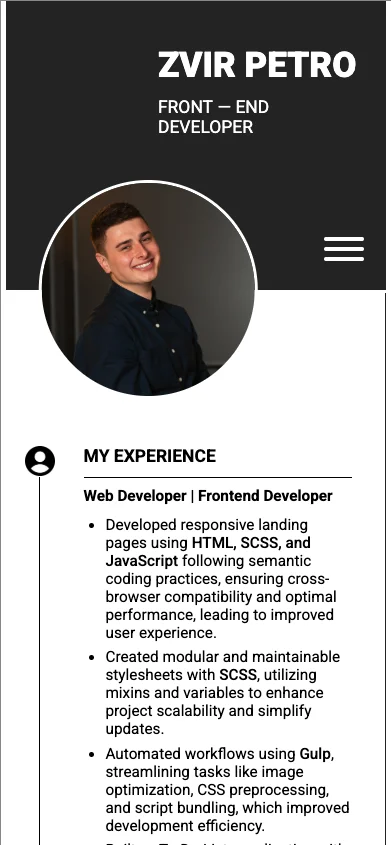 ZVIR PETRO
FRONT — END
DEVELOPER
MY EXPERIENCE
Web Developer | Frontend Developer
• Developed responsive landing
pages using HTML, SCSS, and
JavaScript following semantic
coding practices, ensuring cross-
browser compatibility and optimal
performance, leading to improved
user experience.
• Created modular and maintainable
stylesheets with SCSS, utilizing
mixins and variables to enhance
project scalability and simplify
updates.
• Automated workflows using Gulp,
streamlining tasks like image
optimization, CSS preprocessing,
and script bundling, which improved
development efficiency.